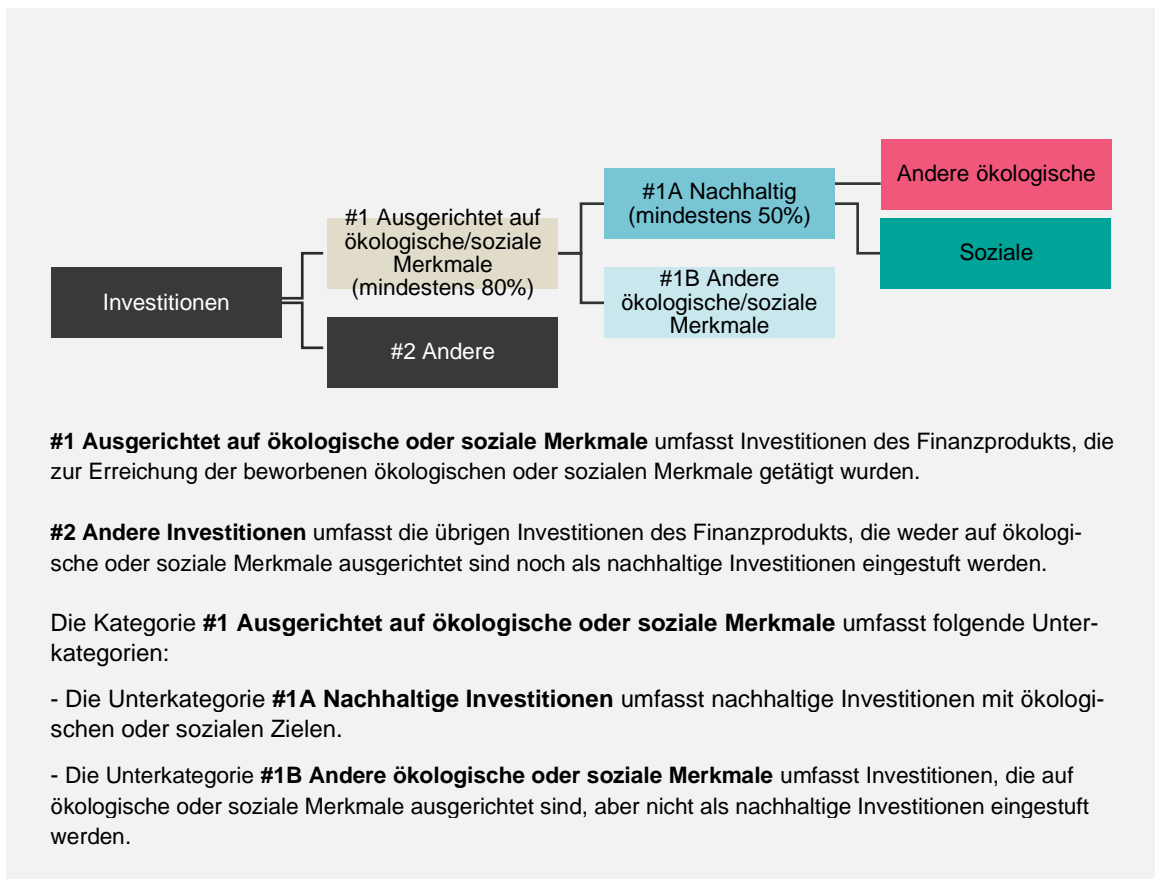 Investitionen
#1 Ausgerichtet auf
ökologische/soziale
Merkmale
(mindestens 80%)
#2 Andere
#1A Nachhaltig
(mindestens 50%)
#1B Andere
ökologische/soziale
Merkmale
Andere ökologische
Soziale
#1 Ausgerichtet auf ökologische oder soziale Merkmale umfasst Investitionen des Finanzprodukts, die
zur Erreichung der beworbenen ökologischen oder sozialen Merkmale getätigt wurden.
#2 Andere Investitionen umfasst die übrigen Investitionen des Finanzprodukts, die weder auf ökologi-
sche oder soziale Merkmale ausgerichtet sind noch als nachhaltige Investitionen eingestuft werden.
Die Kategorie #1 Ausgerichtet auf ökologische oder soziale Merkmale umfasst folgende Unter-
kategorien:
- Die Unterkategorie #1A Nachhaltige Investitionen umfasst nachhaltige Investitionen mit ökologi-
schen oder sozialen Zielen.
- Die Unterkategorie #1B Andere ökologische oder soziale Merkmale umfasst Investitionen, die auf
ökologische oder soziale Merkmale ausgerichtet sind, aber nicht als nachhaltige Investitionen eingestuft
werden.